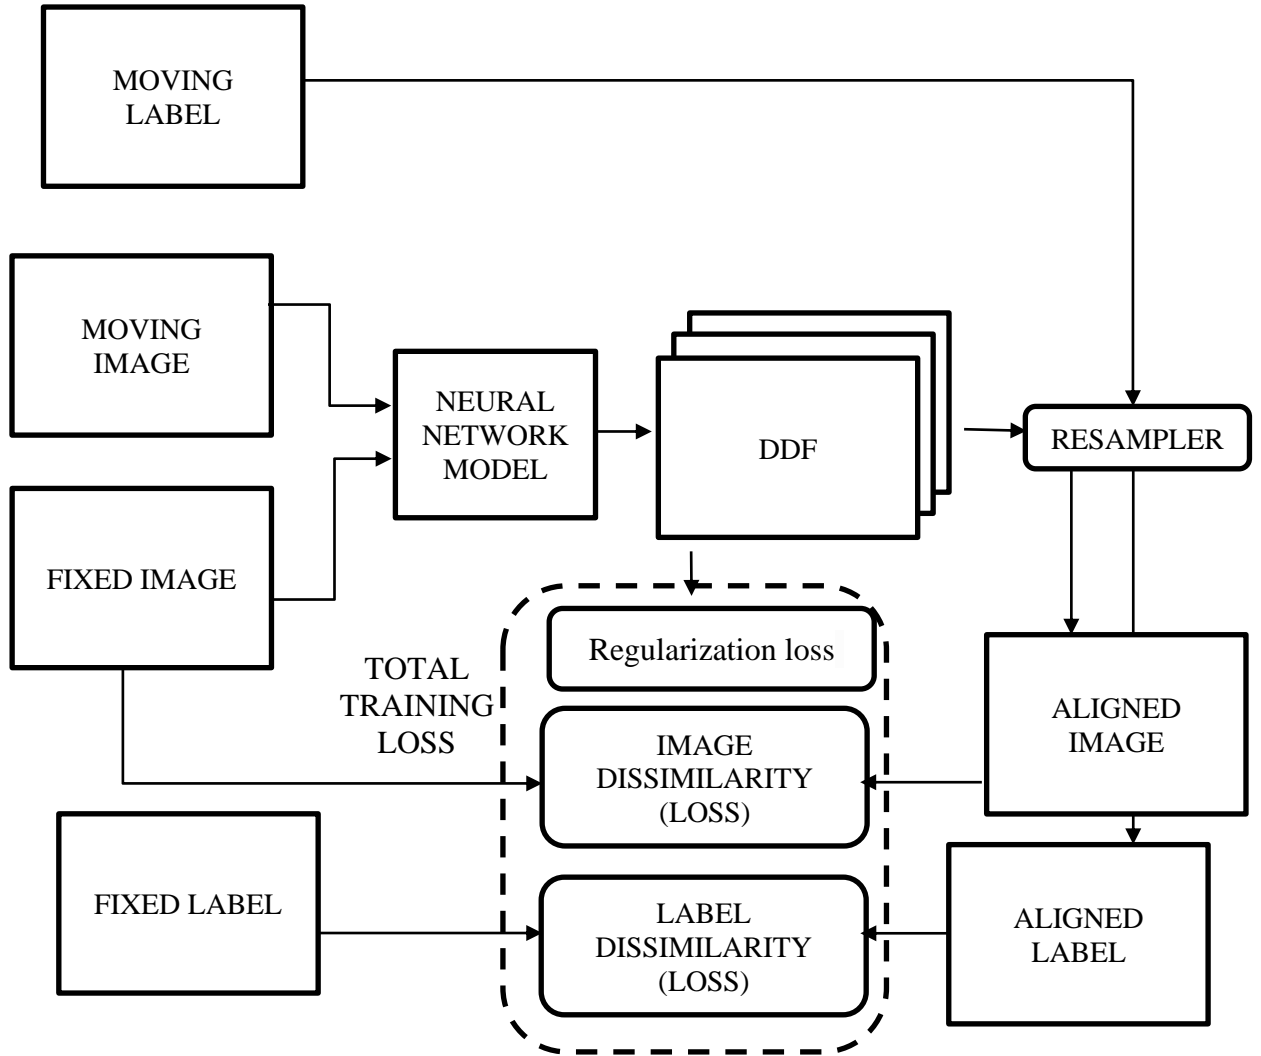 MOVING
LABEL
MOVING
IMAGE
NEURAL
NETWORK
MODEL
DDF
RESAMPLER
FIXED IMAGE
Regularization loss
TOTAL
TRAINING
LOSS
IMAGE
DISSIMILARITY
(LOSS)
ALIGNED
IMAGE
FIXED LABEL
LABEL
DISSIMILARITY
(LOSS)
ALIGNED
LABEL